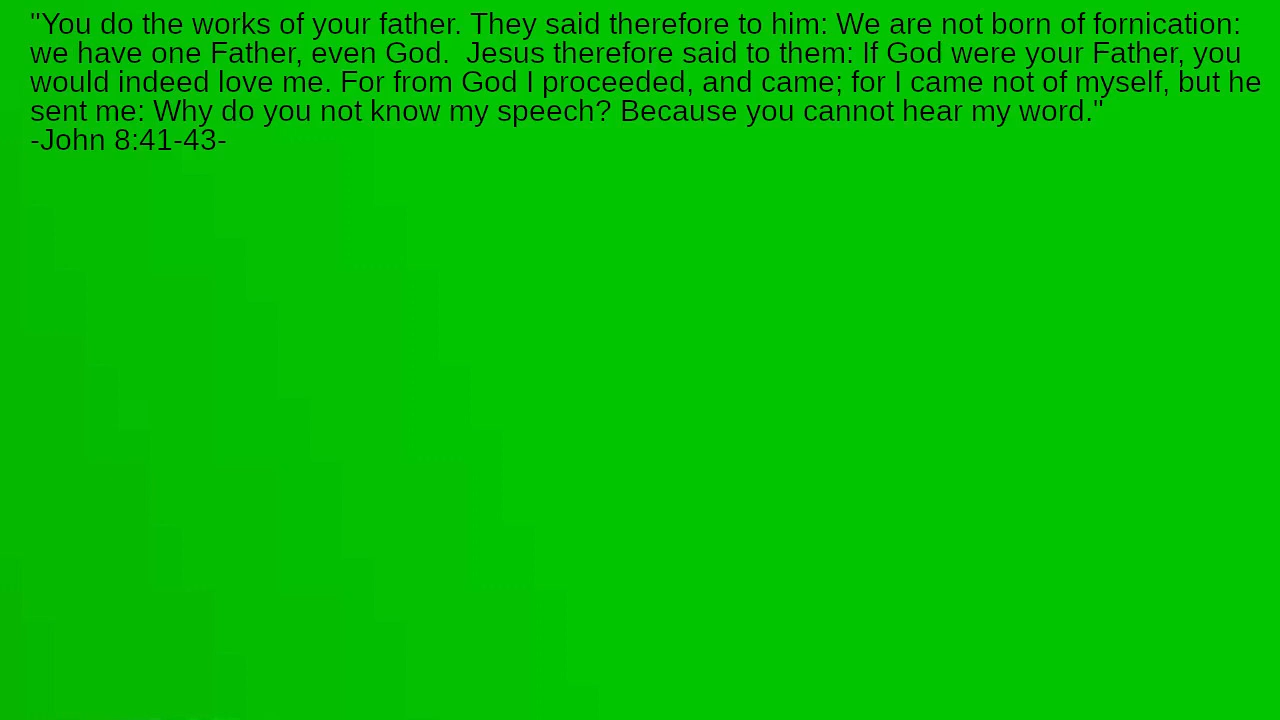 "You do the works of your father. They said therefore to him: We are not born of fornication:
we have one Father, even God.  Jesus therefore said to them: If God were your Father, you
would indeed love me. For from God I proceeded, and came; for I came not of myself, but he
sent me: Why do you not know my speech? Because you cannot hear my word."
-John 8:41-43-